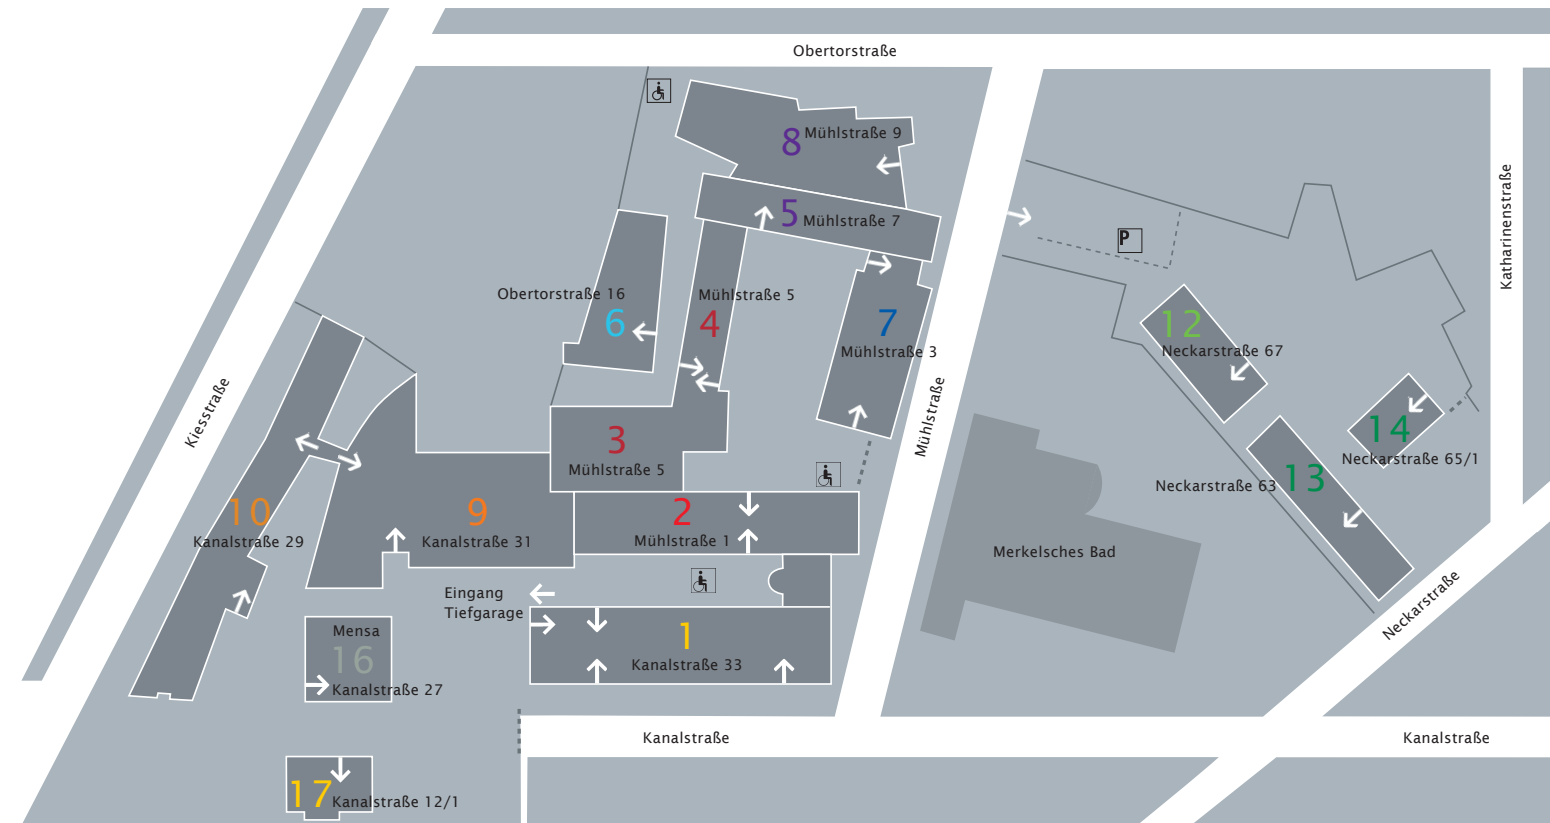 Obertorstraße
8 Mühlstraße 9
5 Mühlstraße 7
P
Katharinenstraße
Obertorstraße 16
6
Mühlstraße 5
4
7
Mühlstraße 3
12
Neckarstraße 67
Kiesstraße
Mühlstraße
14
Neckarstraße 65/1
3
Mühlstraße 5
13
Neckarstraße 63
10
Kanalstraße 29
9
Kanalstraße 31
2
Mühlstraße 1
Merkelsches Bad
Eingang
Tiefgarage
Neckarstraße
1
Kanalstraße 33
Mensa
16
Kanalstraße 27
Kanalstraße
Kanalstraße
17
Kanalstraße 12/1